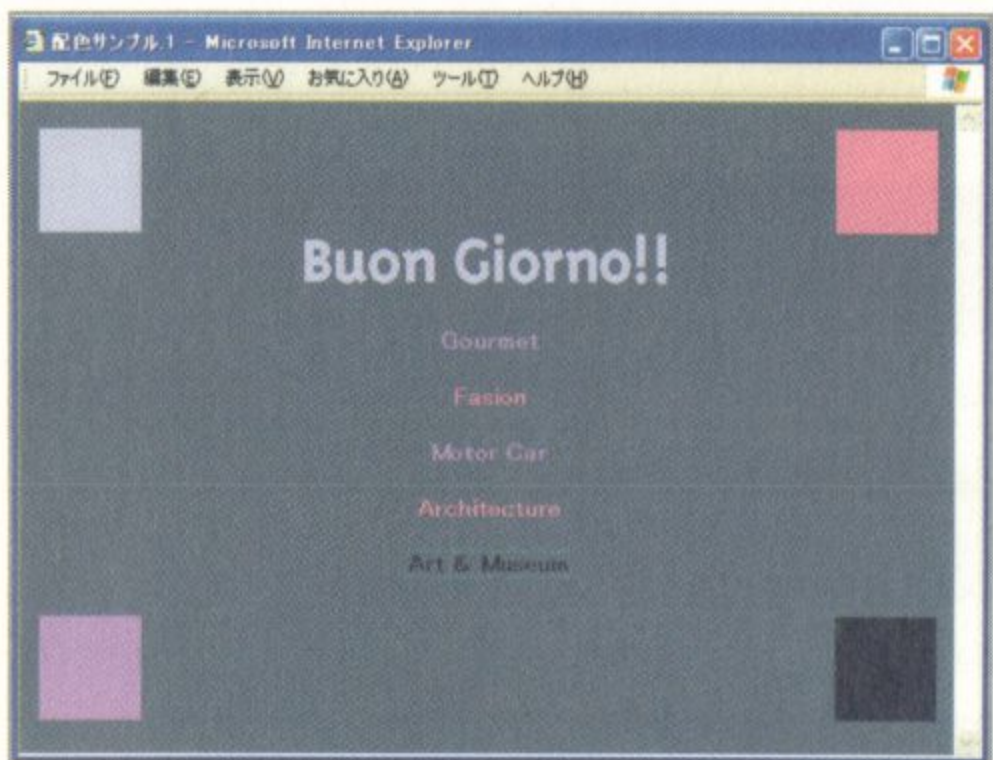 配色サンプル.1 - Microsoft Internet Explorer
ファイル(F) 編集(E) 表示(V) お気に入り(A) ツール(T) ヘルプ(H)
Buon Giorno!!
Gourmet
Fasion
Motor Car
Architecture
Art & Museum